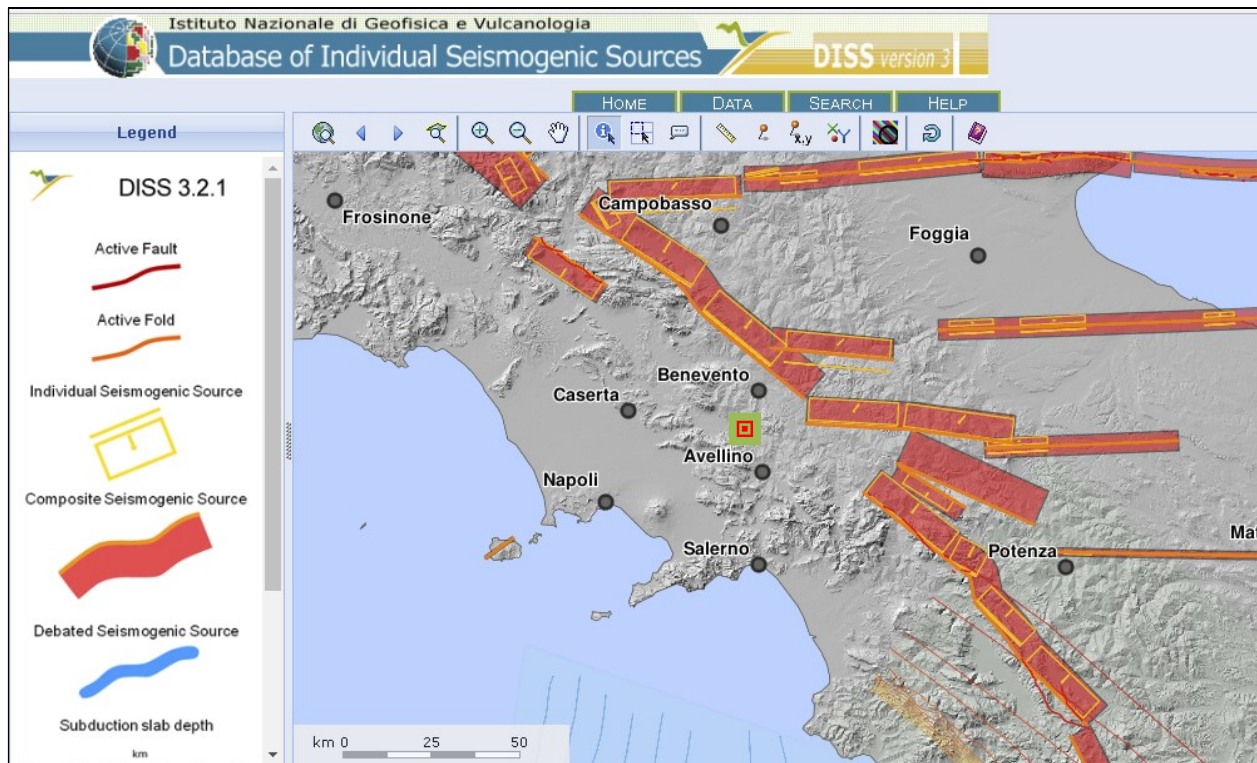 Istituto Nazionale di Geofisica e Vulcanologia
Database of Individual Seismogenic Sources
DISS version 3
HOME DATA SEARCH HELP
Legend
x,y
XY
DISS 3.2.1
Active Fault
Active Fold
Individual Seismogenic Source
Composite Seismogenic Source
Debated Seismogenic Source
Subduction slab depth
km
Frosinone
Campobasso
Foggia
Benevento
Caserta
Avellino
Napoli
Salerno
Potenza
Mat
km 0 25 50